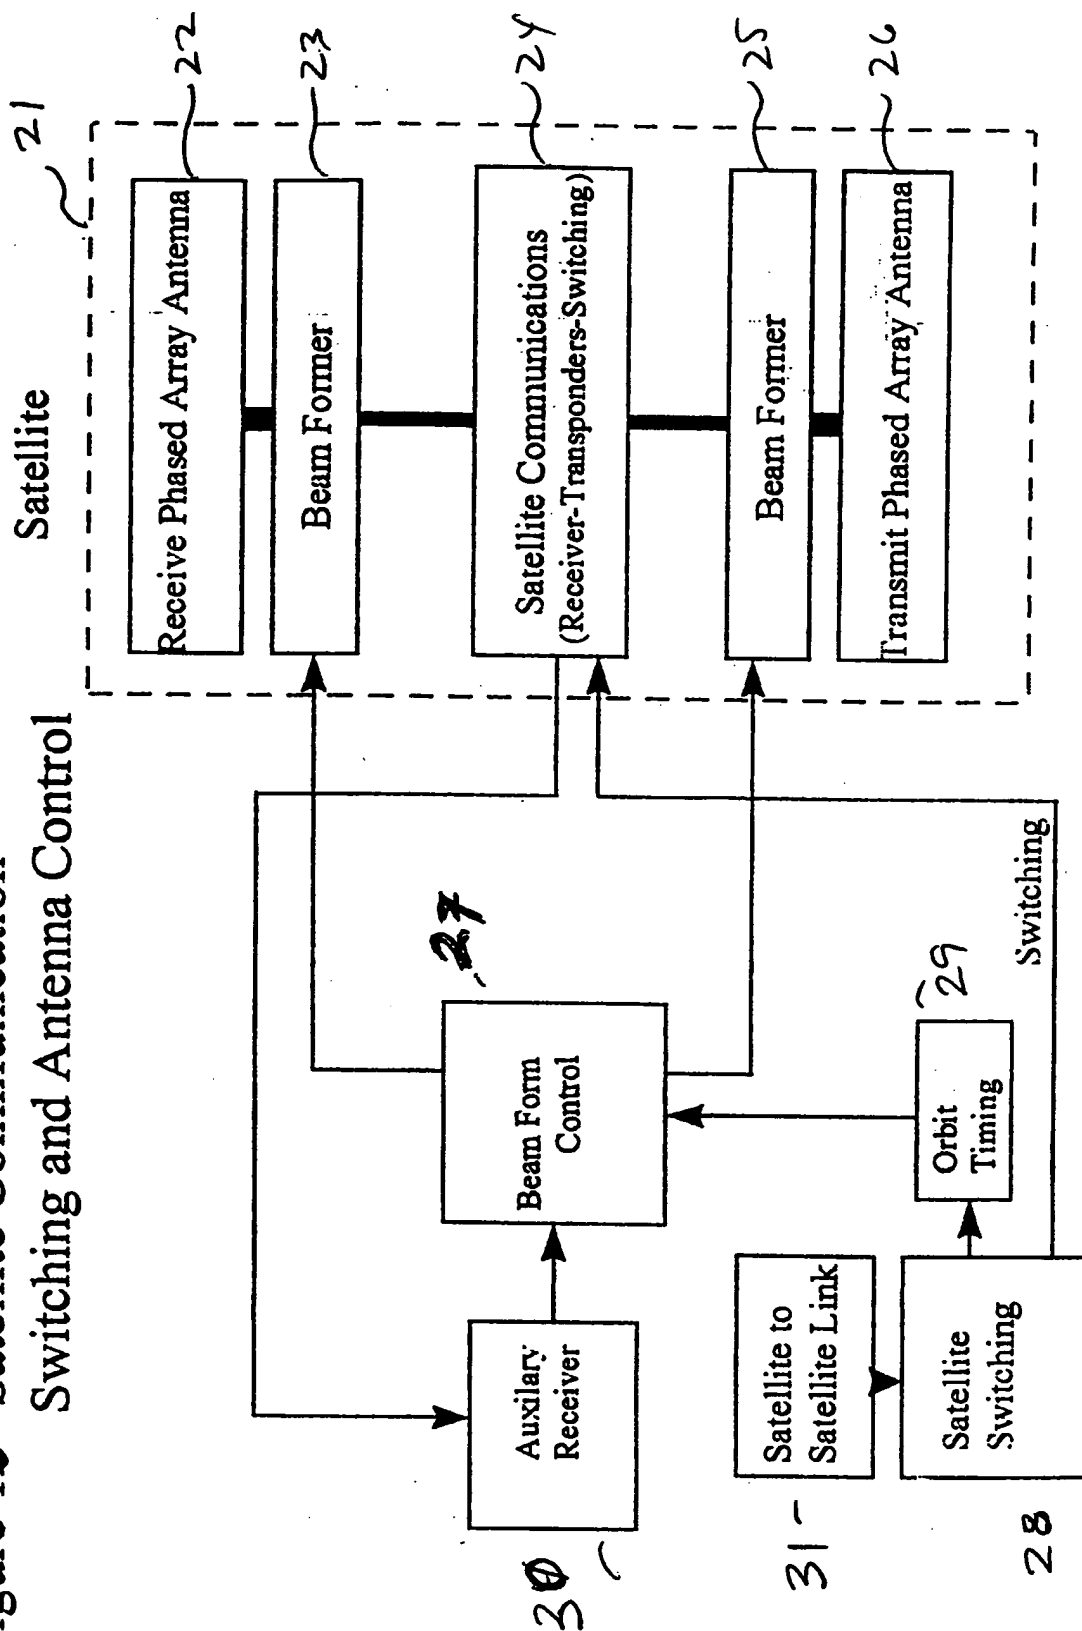 Switching and Antenna Control
Satellite
21
Receive Phased Array Antenna
22
Beam Former
23
Satellite Communications
(Receiver-Transponders-Switching)
24
Beam Former
25
Transmit Phased Array Antenna
26
27
Beam Form
Control
Auxilary
Receiver
30
Satellite to
Satellite Link
31
Satellite
Switching
28
Orbit
Timing
29
Switching